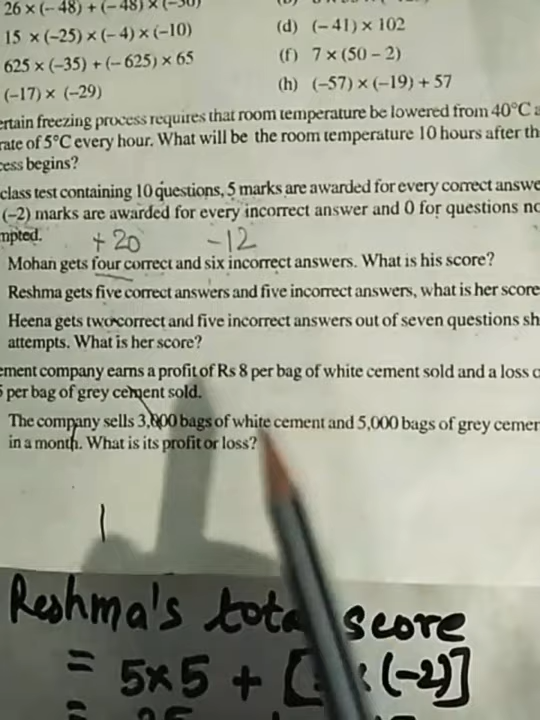 26 × (– 48) + (– 48) × (–36)
15 × (–25) × (– 4) × (–10)
(d) (– 41) × 102
625 × (–35) + (– 625) × 65
(f) 7 × (50 – 2)
(–17) × (–29)
(h) (–57) × (–19) + 57
ertain freezing process requires that room temperature be lowered from 40°C a
rate of 5°C every hour. What will be the room temperature 10 hours after th
cess begins?
class test containing 10 questions, 5 marks are awarded for every correct answe
(–2) marks are awarded for every incorrect answer and 0 for questions no
mpted.
+20 -12
Mohan gets four correct and six incorrect answers. What is his score?
Reshma gets five correct answers and five incorrect answers, what is her score
Heena gets two correct and five incorrect answers out of seven questions sh
attempts. What is her score?
ement company earns a profit of Rs 8 per bag of white cement sold and a loss o
5 per bag of grey cement sold.
The company sells 3,000 bags of white cement and 5,000 bags of grey cemen
in a month. What is its profit or loss?
Reshma's total score
= 5×5 + [ × (-2)]
= 25